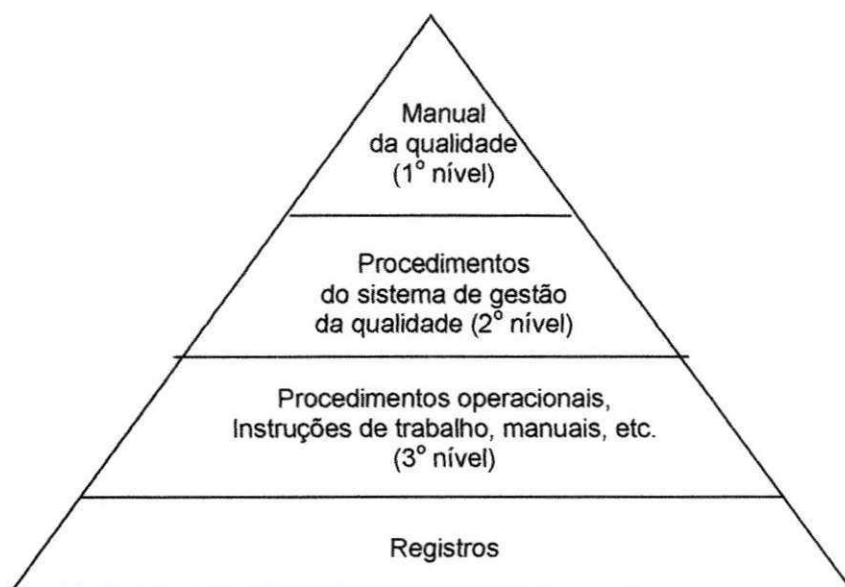 Manual
da qualidade
(1º nível)
Procedimentos
do sistema de gestão
da qualidade (2º nível)
Procedimentos operacionais,
Instruções de trabalho, manuais, etc.
(3º nível)
Registros